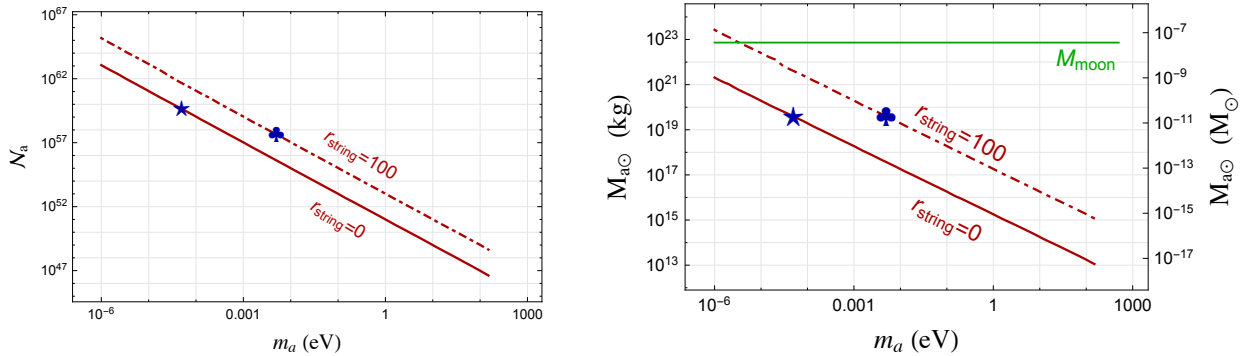 10^67
10^62
10^57
10^52
10^47
𝒩_a
r_string=100
r_string=0
10^-6
0.001
1
1000
m_a (eV)
10^23
10^21
10^19
10^17
10^15
10^13
M_a⊙ (kg)
M_moon
r_string=100
r_string=0
10^-7
10^-9
10^-11
10^-13
10^-15
10^-17
M_a⊙ (M_⊙)
10^-6
0.001
1
1000
m_a (eV)